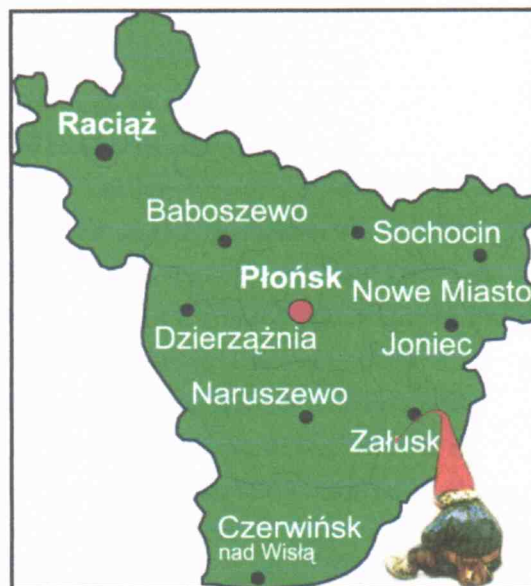 Raciąż
Baboszewo
Sochocin
Płońsk
Nowe Miasto
Dzierzążnia
Joniec
Naruszewo
Załusk
Czerwińsk
nad Wisłą